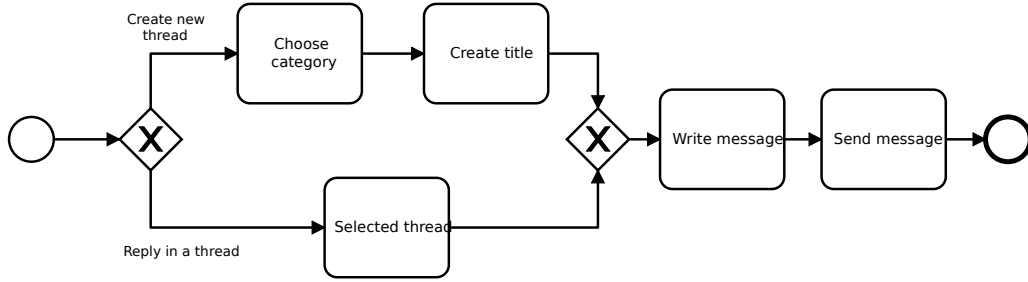 Create new
thread
Choose
category
Create title
X
X
Write message
Send message
Selected thread
Reply in a thread